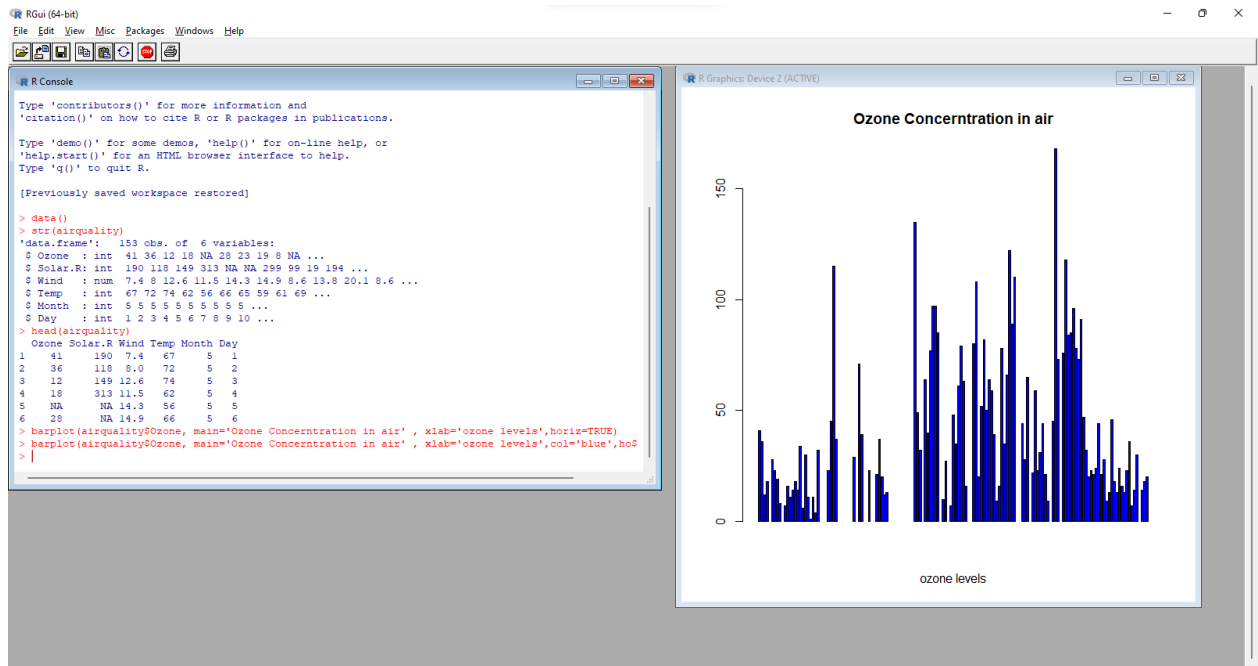 RGui (64-bit)
File Edit View Misc Packages Windows Help
STOP
R Console
Type 'contributors()' for more information and
'citation()' on how to cite R or R packages in publications.
Type 'demo()' for some demos, 'help()' for on-line help, or
'help.start()' for an HTML browser interface to help.
Type 'q()' to quit R.
[Previously saved workspace restored]
> data()
> str(airquality)
'data.frame':   153 obs. of  6 variables:
 $ Ozone  : int  41 36 12 18 NA 28 23 19 8 NA ...
 $ Solar.R: int  190 118 149 313 NA NA 299 99 19 194 ...
 $ Wind   : num  7.4 8 12.6 11.5 14.3 14.9 8.6 13.8 20.1 8.6 ...
 $ Temp   : int  67 72 74 62 56 66 65 59 61 69 ...
 $ Month  : int  5 5 5 5 5 5 5 5 5 5 ...
 $ Day    : int  1 2 3 4 5 6 7 8 9 10 ...
> head(airquality)
  Ozone Solar.R Wind Temp Month Day
1    41     190  7.4   67     5   1
2    36     118  8.0   72     5   2
3    12     149 12.6   74     5   3
4    18     313 11.5   62     5   4
5    NA      NA 14.3   56     5   5
6    28      NA 14.9   66     5   6
> barplot(airquality$Ozone, main='Ozone Concerntration in air' , xlab='ozone levels',horiz=TRUE)
> barplot(airquality$Ozone, main='Ozone Concerntration in air' , xlab='ozone levels',col='blue',ho$
>
R Graphics: Device 2 (ACTIVE)
Ozone Concerntration in air
150
100
50
0
ozone levels